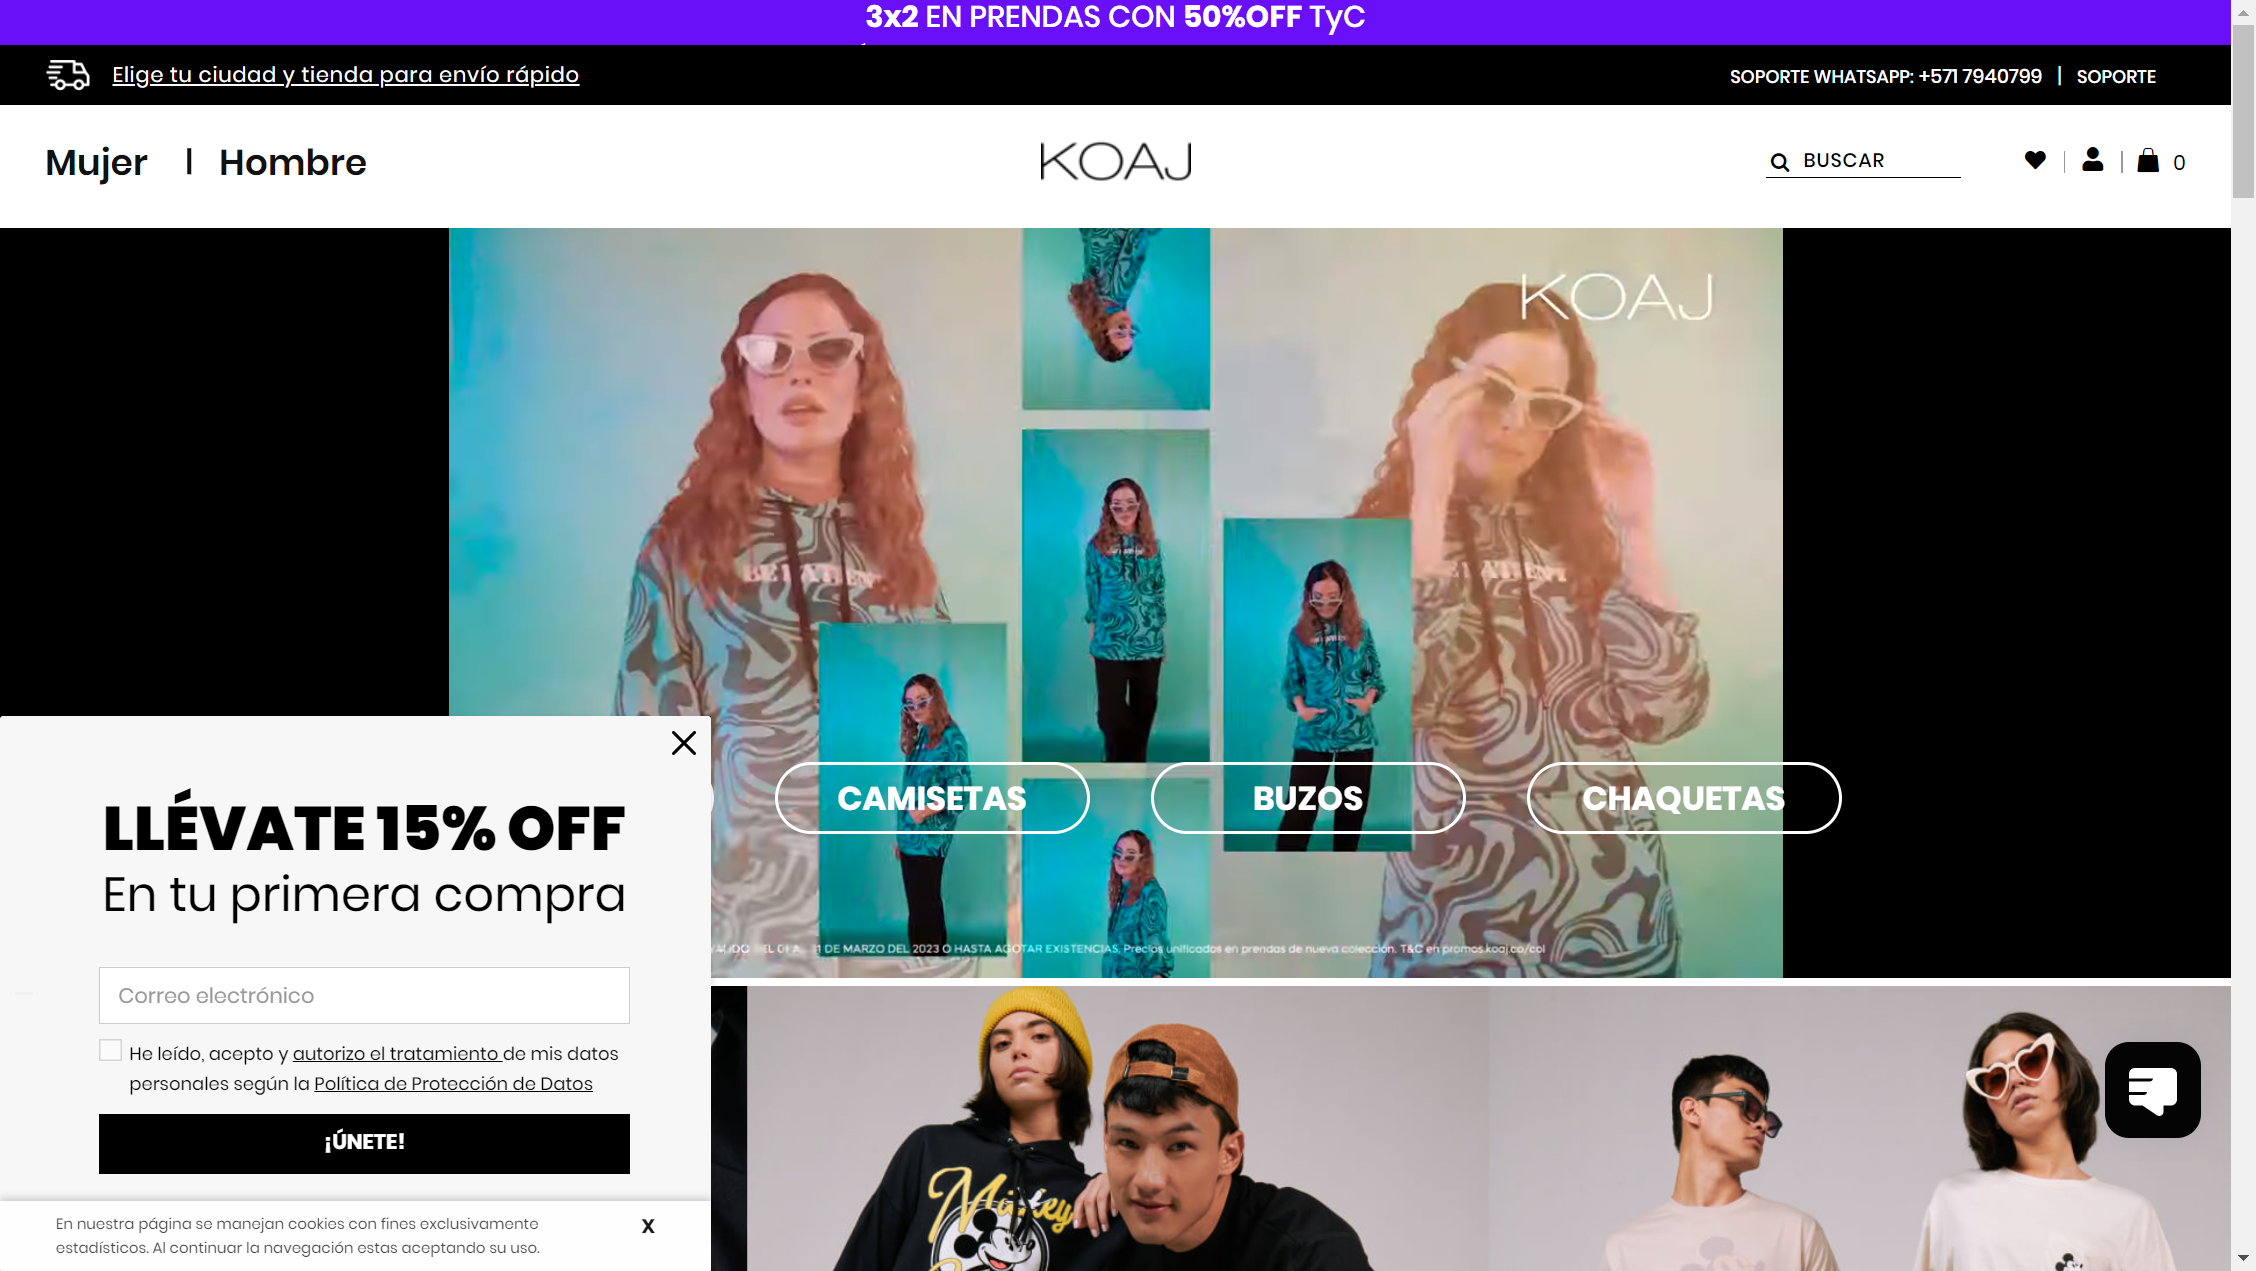 3x2 EN PRENDAS CON 50%OFF TyC
Elige tu ciudad y tienda para envío rápido
SOPORTE WHATSAPP: +571 7940799 | SOPORTE
Mujer | Hombre
KOAJ
BUSCAR
0
KOAJ
CAMISETAS
BUZOS
CHAQUETAS
31 DE MARZO DEL 2023 O HASTA AGOTAR EXISTENCIAS. Precios unificados en prendas de nueva colección. T&C en promos.koaj.co/col
LLÉVATE 15% OFF
En tu primera compra
Correo electrónico
He leído, acepto y autorizo el tratamiento de mis datos
personales según la Política de Protección de Datos
¡ÚNETE!
En nuestra página se manejan cookies con fines exclusivamente
estadísticos. Al continuar la navegación estas aceptando su uso.
X
Mickey